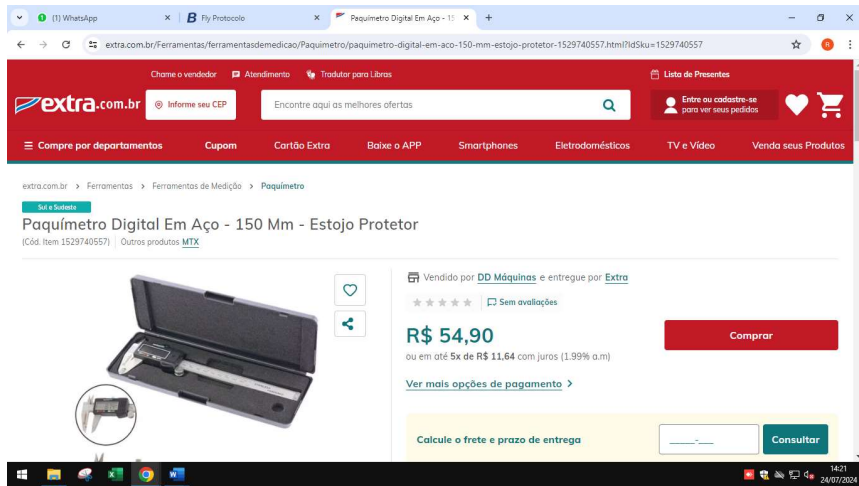 (1) WhatsApp
Fly Protocolo
Paquímetro Digital Em Aço - 15
extra.com.br/Ferramentas/ferramentasdemedicao/Paquimetro/paquimetro-digital-em-aco-150-mm-estojo-protetor-1529740557.html?IdSku=1529740557
Chame o vendedor Atendimento Tradutor para Libras Lista de Presentes
extra.com.br
Informe seu CEP
Encontre aqui as melhores ofertas
Entre ou cadastre-se
para ver seus pedidos
Compre por departamentos Cupom Cartão Extra Baixe o APP Smartphones Eletrodomésticos TV e Vídeo Venda seus Produtos
extra.com.br > Ferramentas > Ferramentas de Medição > Paquímetro
Sul e Sudeste
Paquímetro Digital Em Aço - 150 Mm - Estojo Protetor
(Cód. Item 1529740557) Outros produtos MTX
Vendido por DD Máquinas e entregue por Extra
Sem avaliações
R$ 54,90
Comprar
ou em até 5x de R$ 11,64 com juros (1.99% a.m)
Ver mais opções de pagamento >
Calcule o frete e prazo de entrega
_____-___
Consultar
14:21
24/07/2024